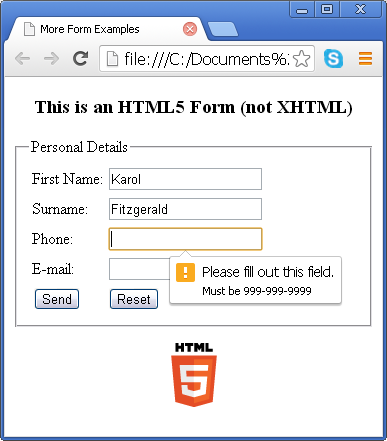 More Form Examples
file:///C:/Documents%
This is an HTML5 Form (not XHTML)
Personal Details
First Name: Karol
Surname: Fitzgerald
Phone:
E-mail:
Please fill out this field.
Must be 999-999-9999
Send Reset
HTML
5